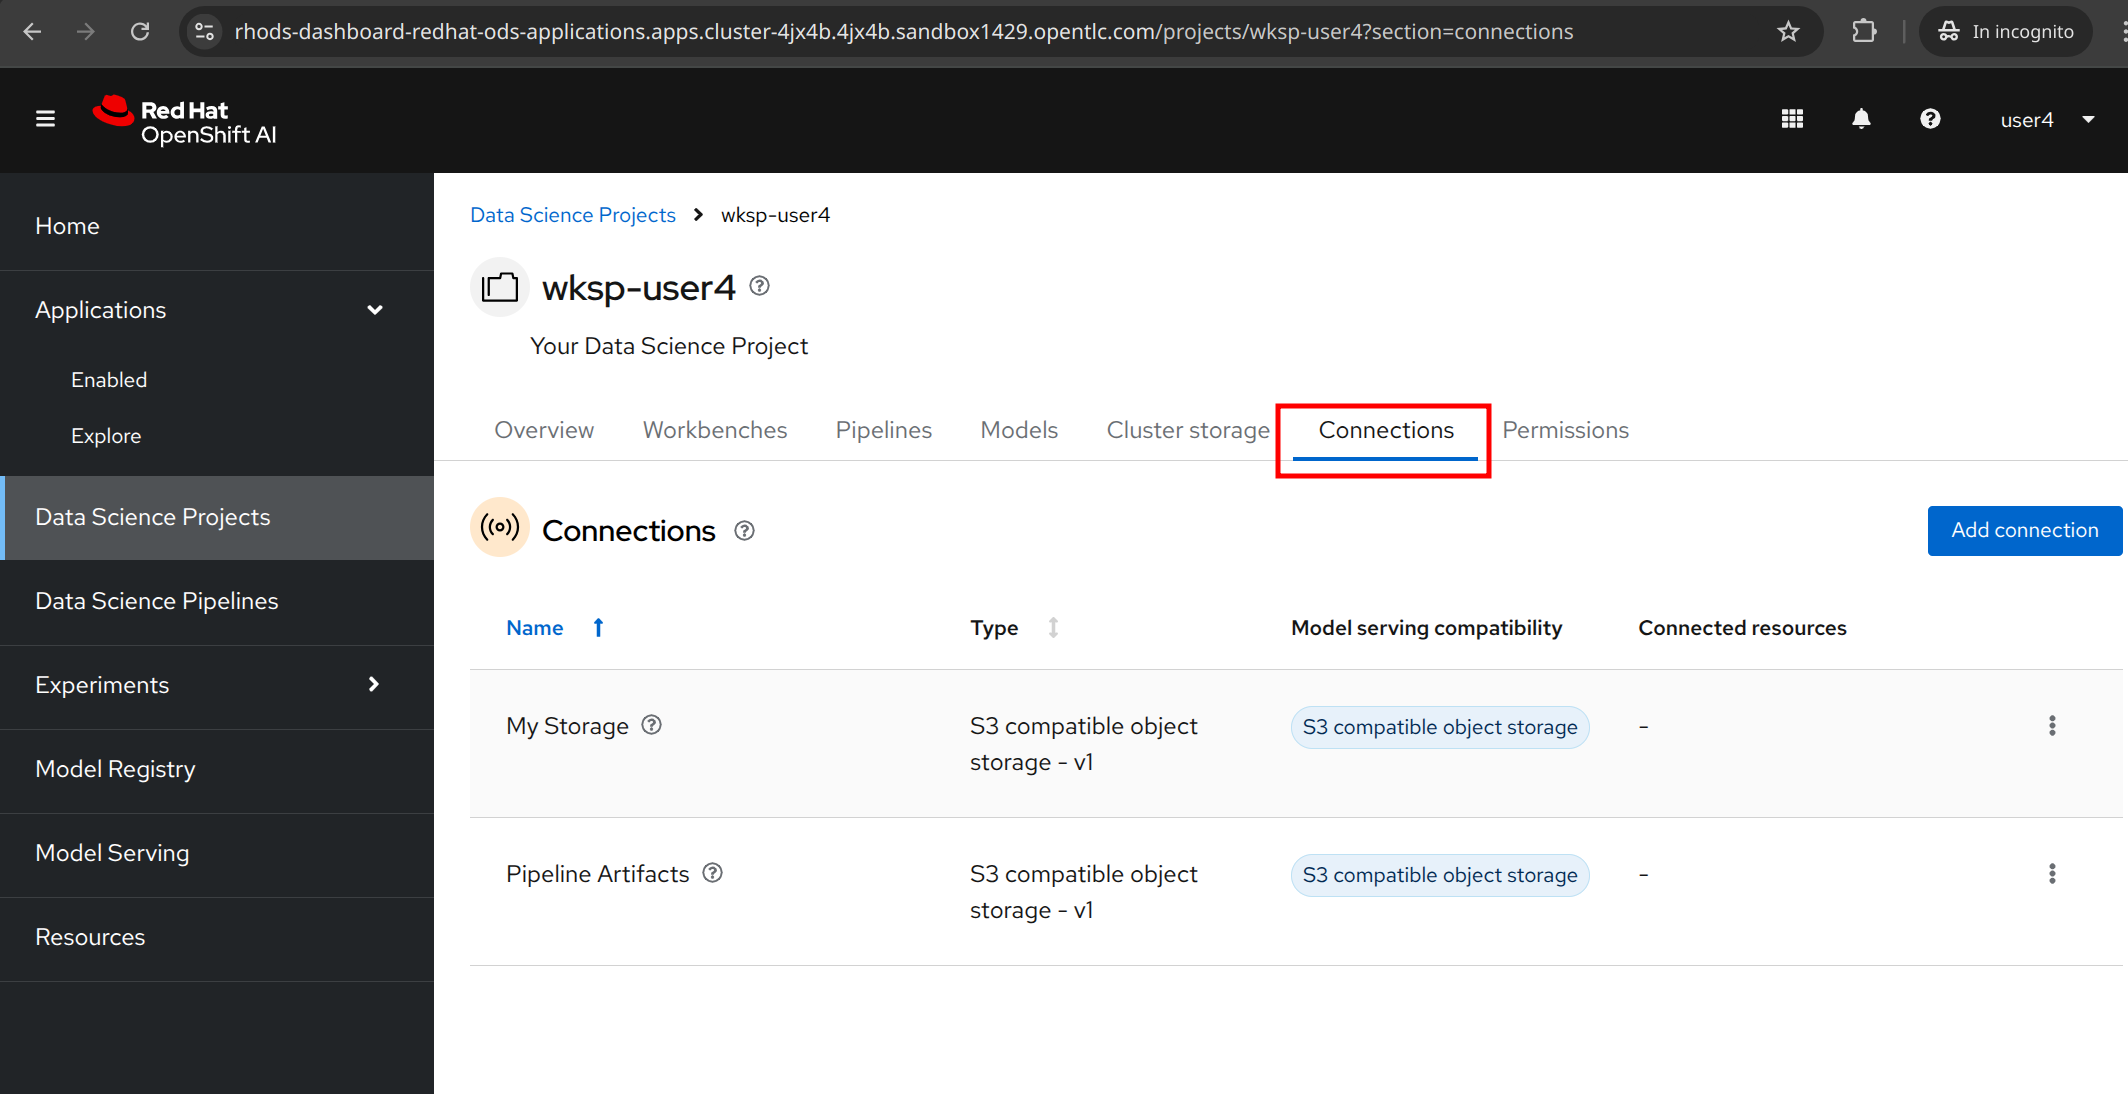 rhods-dashboard-redhat-ods-applications.apps.cluster-4jx4b.4jx4b.sandbox1429.opentlc.com/projects/wksp-user4?section=connections
In incognito
Red Hat
OpenShift AI
user4
Home
Applications
Enabled
Explore
Data Science Projects
Data Science Pipelines
Experiments
Model Registry
Model Serving
Resources
Data Science Projects wksp-user4
wksp-user4
Your Data Science Project
Overview Workbenches Pipelines Models Cluster storage Connections Permissions
Connections
Add connection
Name Type Model serving compatibility Connected resources
My Storage S3 compatible object S3 compatible object storage -
storage - v1
Pipeline Artifacts S3 compatible object S3 compatible object storage -
storage - v1